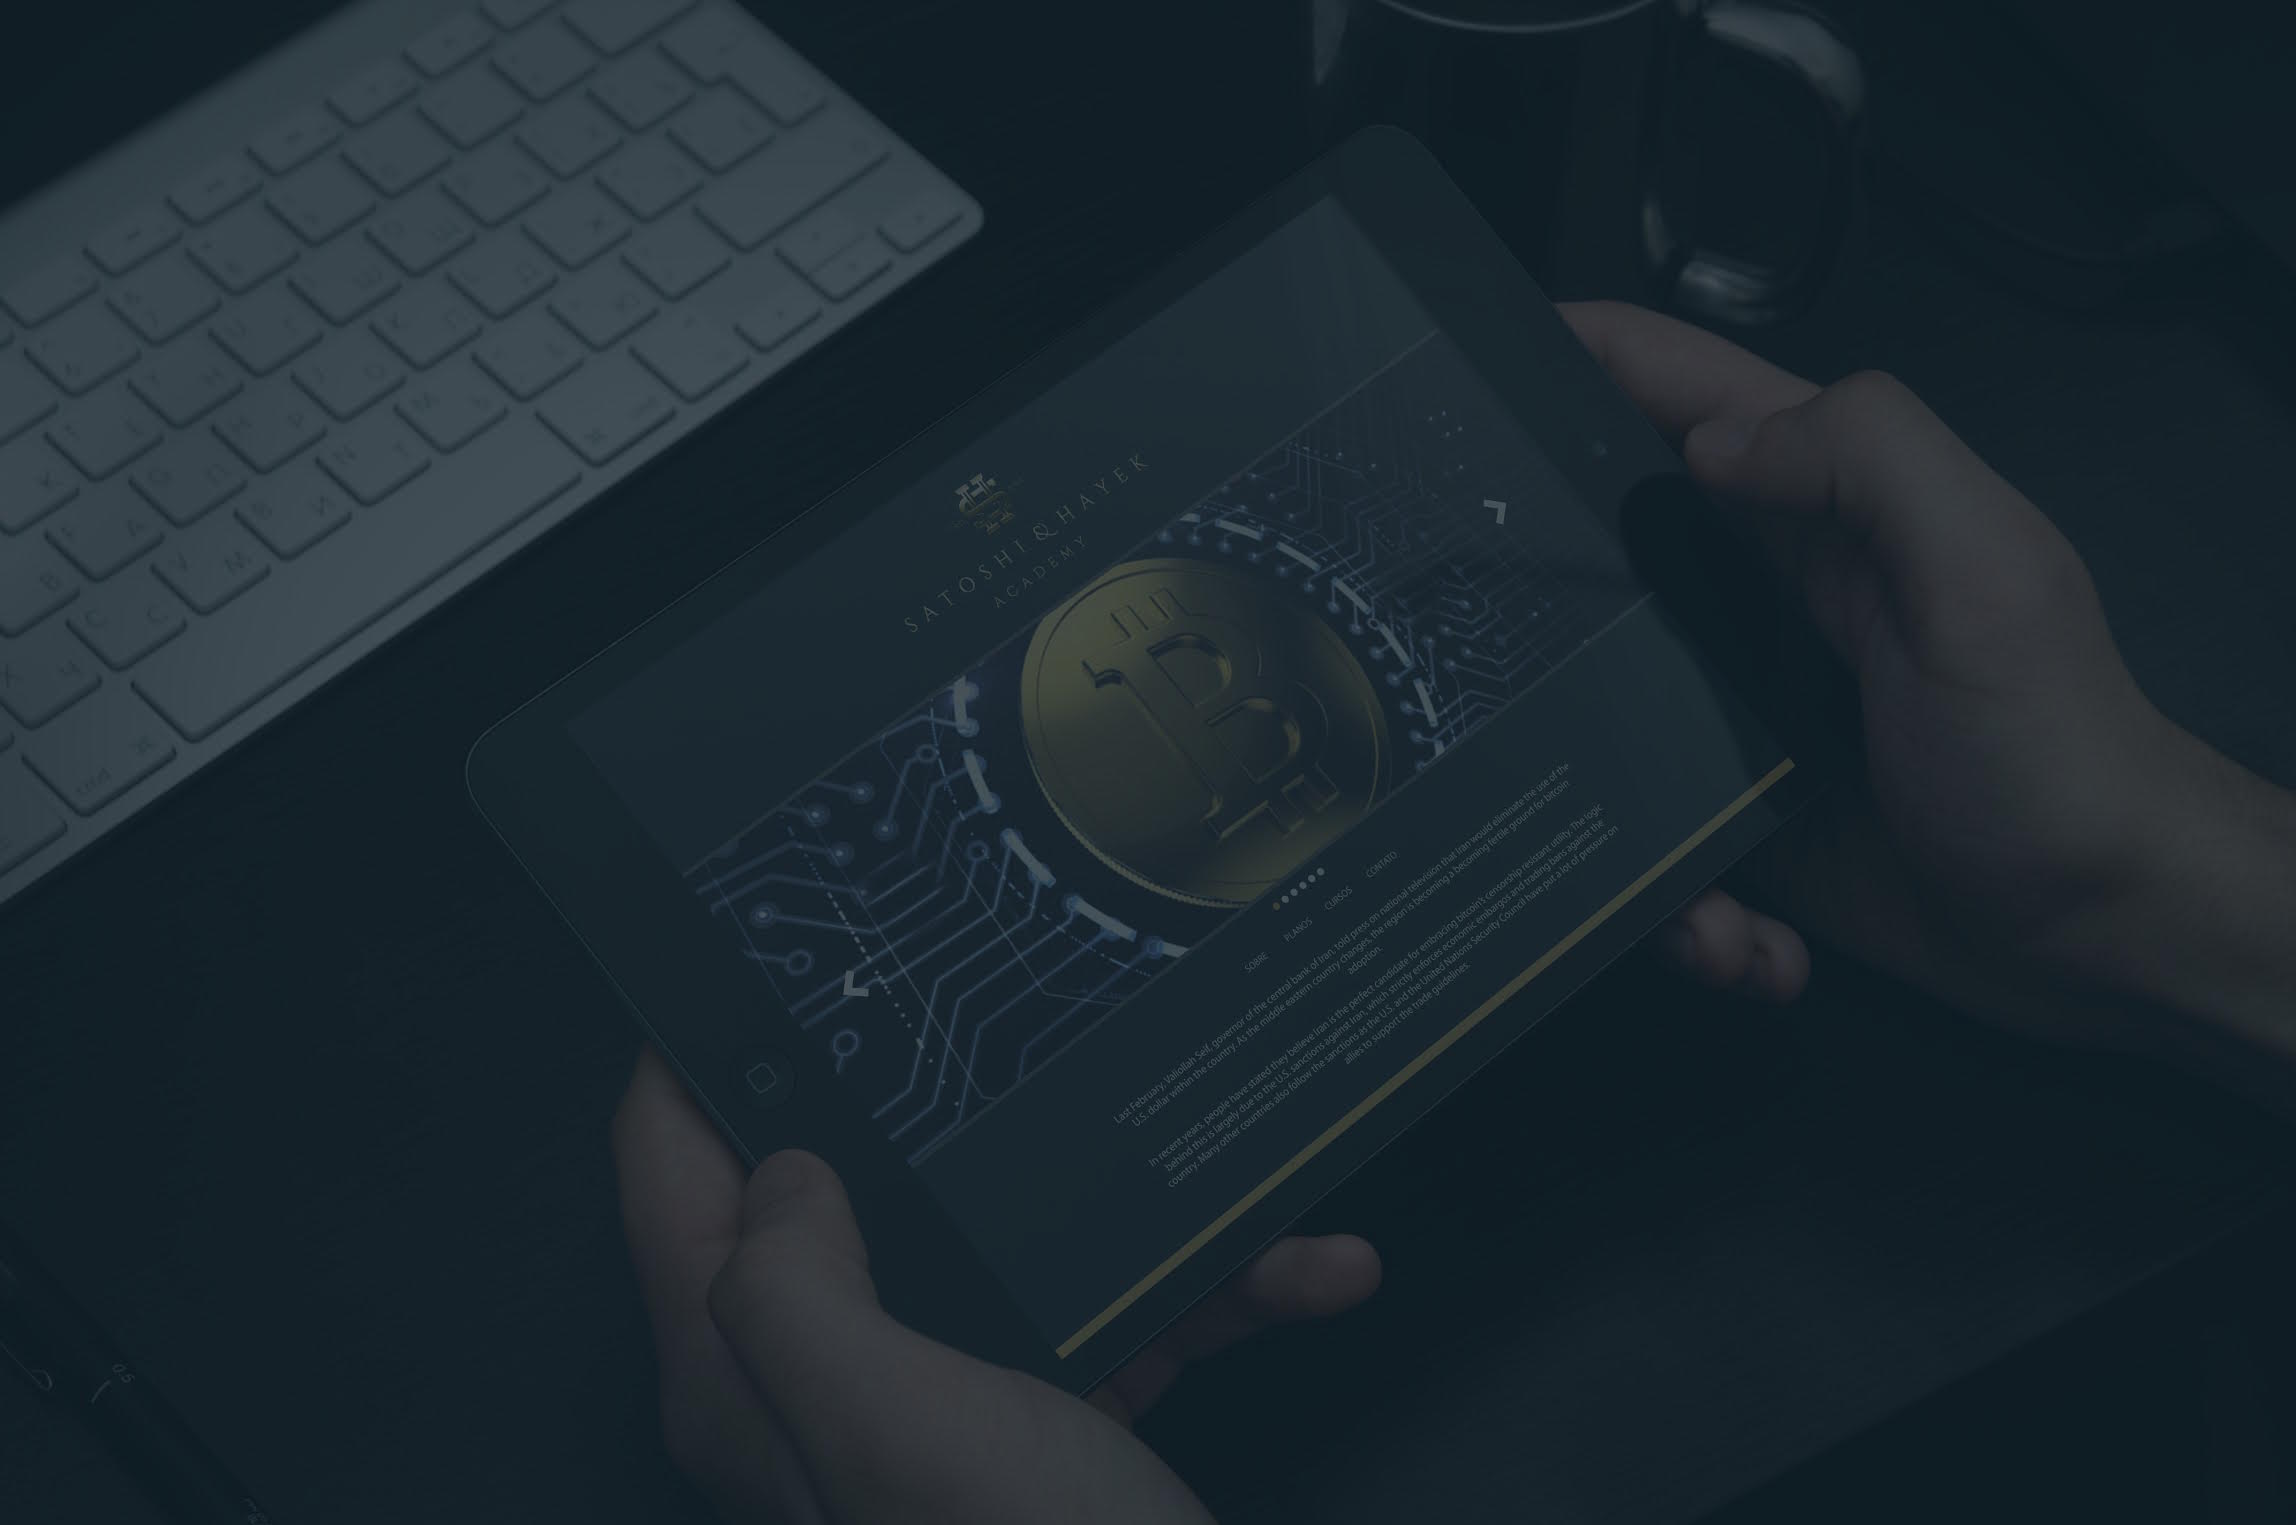 SATOSHI & HAYEK
ACADEMY
SOBRE PLANOS CURSOS CONTATO
Last February, Valiollah Seif, governor of the central bank of Iran, told press on national television that Iran would eliminate the use of the
U.S. dollar within the country. As the middle eastern country changes, the region is becoming a becoming fertile ground for bitcoin
adoption.
In recent years, people have stated they believe Iran is the perfect candidate for embracing bitcoin's censorship resistant utility. The logic
behind this is largely due to the U.S. sanctions against Iran, which strictly enforces economic embargos and trading bans against the
country. Many other countries also follow the sanctions as the U.S. and the United Nations Security Council have put a lot of pressure on
allies to support the trade guidelines.
cmd
0.5